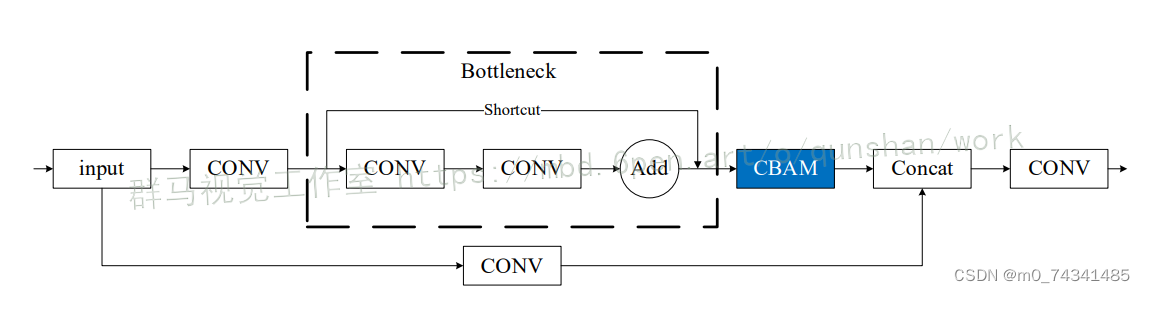 Bottleneck
Shortcut
input
CONV
CONV
CONV
Add
CBAM
Concat
CONV
CONV
群马视觉工作室 https://mbd.pub/o/qunshan/work
CSDN @m0_74341485